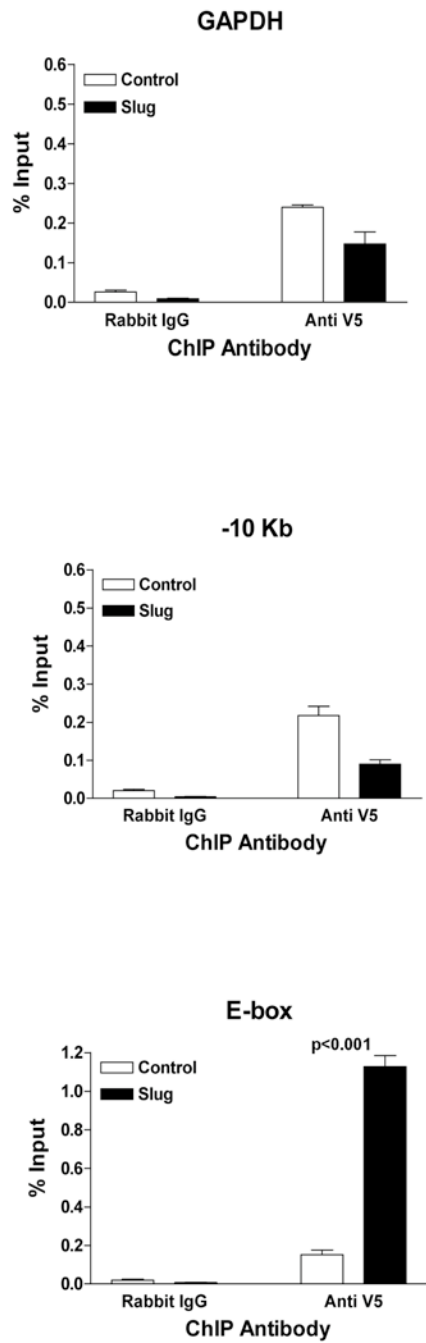 GAPDH
0.6
0.5
0.4
0.3
0.2
0.1
0.0
% Input
Control
Slug
Rabbit IgG Anti V5
ChIP Antibody
-10 Kb
0.6
0.5
0.4
0.3
0.2
0.1
0.0
% Input
Control
Slug
Rabbit IgG Anti V5
ChIP Antibody
E-box
1.2
1.0
0.8
0.6
0.4
0.2
0.0
% Input
Control
Slug
p<0.001
Rabbit IgG Anti V5
ChIP Antibody